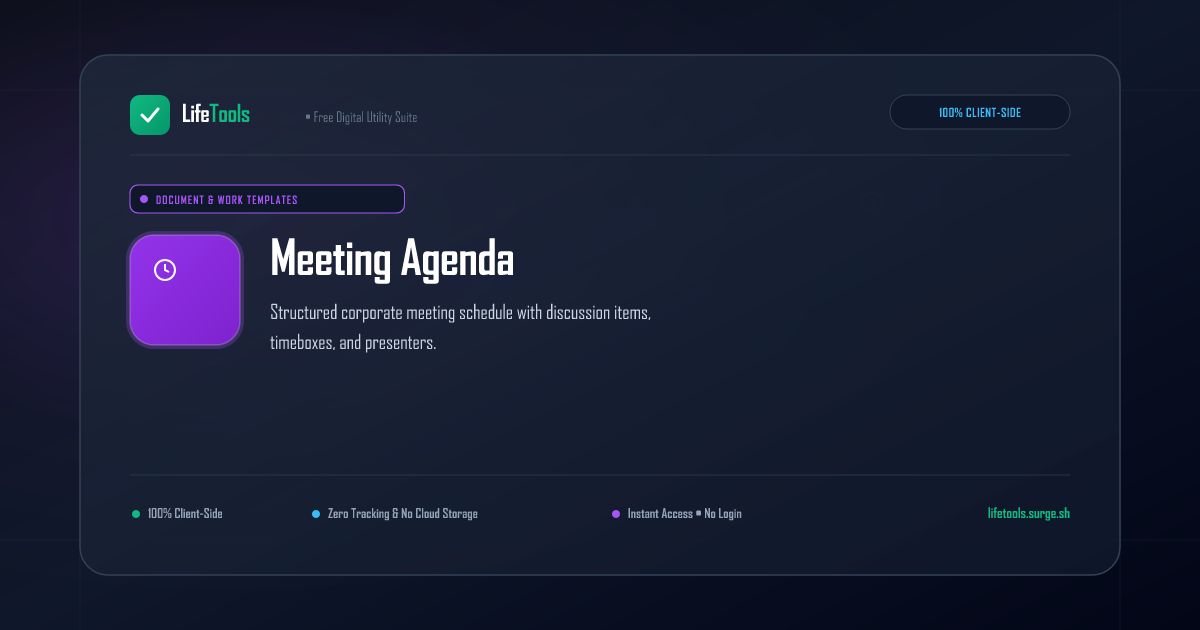 LifeTools
▪ Free Digital Utility Suite
100% CLIENT-SIDE
DOCUMENT & WORK TEMPLATES
Meeting Agenda
Structured corporate meeting schedule with discussion items,
timeboxes, and presenters.
100% Client-Side
Zero Tracking & No Cloud Storage
Instant Access ▪ No Login
lifetools.surge.sh